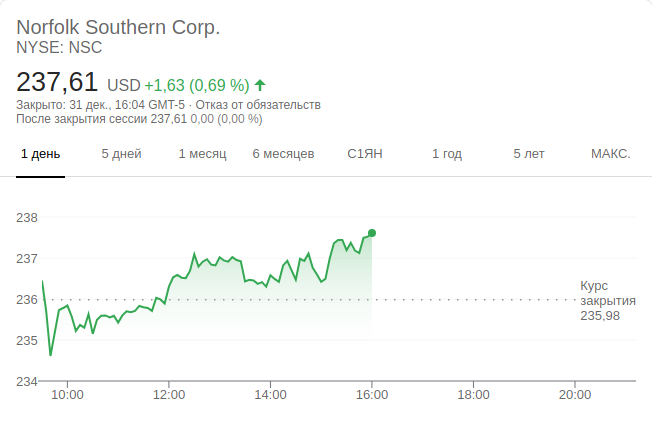 Norfolk Southern Corp.
NYSE: NSC
237,61 USD +1,63 (0,69 %)
Закрыто: 31 дек., 16:04 GMT-5 · Отказ от обязательств
После закрытия сессии 237,61 0,00 (0,00 %)
1 день 5 дней 1 месяц 6 месяцев С1ЯН 1 год 5 лет МАКС.
238
237
236
235
234
Курс
закрытия
235,98
10:00 12:00 14:00 16:00 18:00 20:00